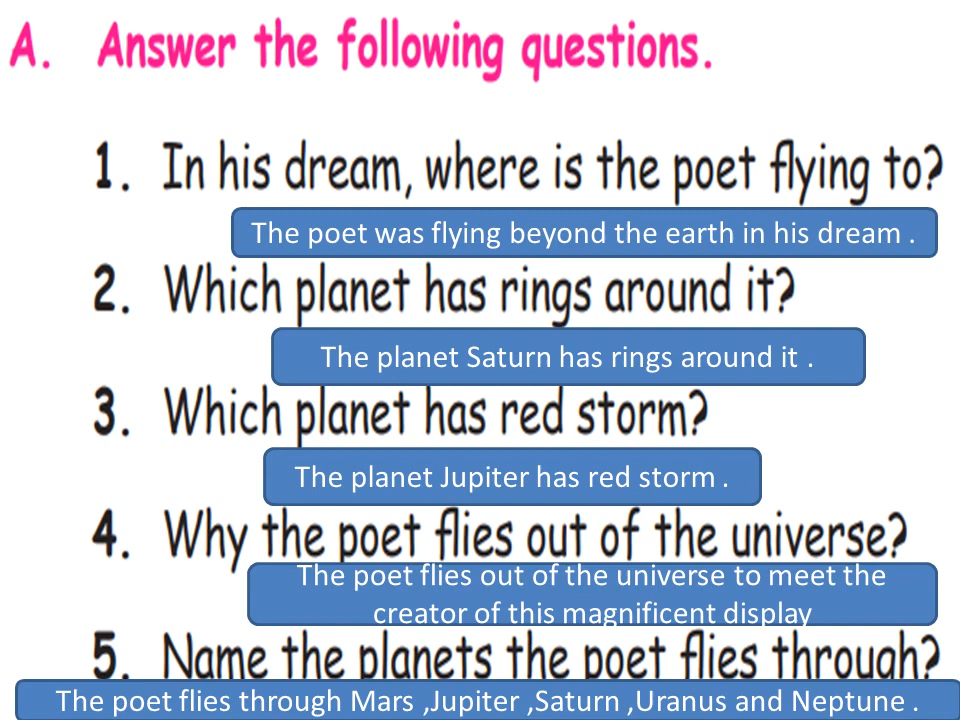 A. Answer the following questions.
1. In his dream, where is the poet flying to?
The poet was flying beyond the earth in his dream .
2. Which planet has rings around it?
The planet Saturn has rings around it .
3. Which planet has red storm?
The planet Jupiter has red storm .
4. Why the poet flies out of the universe?
The poet flies out of the universe to meet the
creator of this magnificent display
5. Name the planets the poet flies through?
The poet flies through Mars ,Jupiter ,Saturn ,Uranus and Neptune .